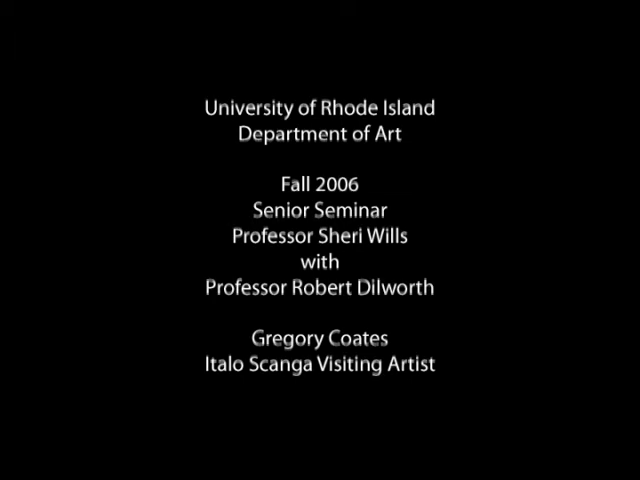 University of Rhode Island
Department of Art
Fall 2006
Senior Seminar
Professor Sheri Wills
with
Professor Robert Dilworth
Gregory Coates
Italo Scanga Visiting Artist